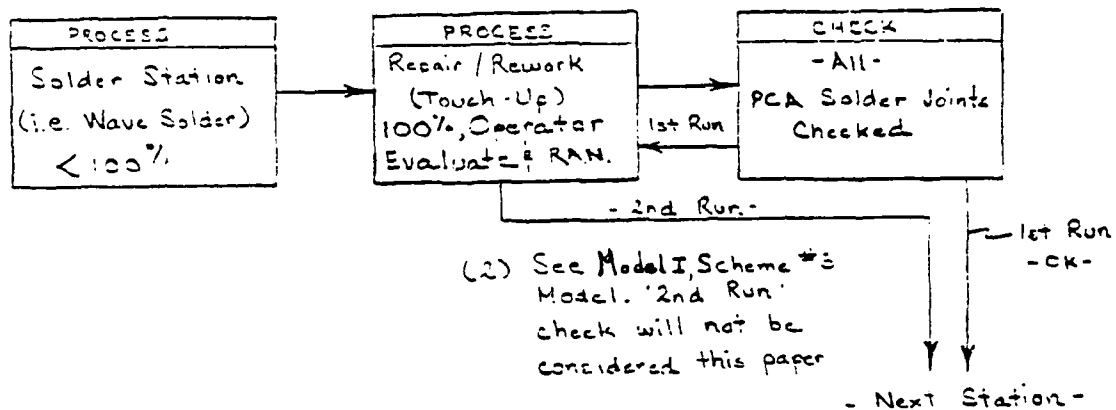 PROCESS
Solder Station
(i.e. Wave Solder)
< 100%
PROCESS
Repair / Rework
(Touch-Up)
100%, Operator
Evaluate & RAN.
1st Run
CHECK
-All-
PCA Solder Joints
Checked
- 2nd Run -
1st Run
-OK-
(2) See Model I, Scheme #3
Model. '2nd Run'
check will not be
considered this paper
- Next Station -